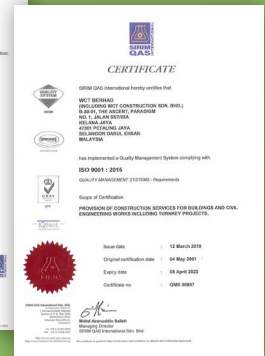 SIRIM
QAS
CERTIFICATE
SIRIM QAS International hereby certifies that
WCT BERHAD
(INCLUDING WCT CONSTRUCTION SDN. BHD.)
B-30-01, THE ASCENT, PARADIGM
NO. 1, JALAN SS7/26A
KELANA JAYA
47301 PETALING JAYA
SELANGOR DARUL EHSAN
MALAYSIA
has implemented a Quality Management System complying with
ISO 9001 : 2015
QUALITY MANAGEMENT SYSTEMS - Requirements
Scope of Certification
PROVISION OF CONSTRUCTION SERVICES FOR BUILDINGS AND CIVIL
ENGINEERING WORKS INCLUDING TURNKEY PROJECTS.
Issue date : 12 March 2019
Original certification date : 04 May 2001
Expiry date : 08 April 2022
Certificate no. : QMS 00847
Mohd Azanuddin Salleh
Managing Director
SIRIM QAS International Sdn. Bhd